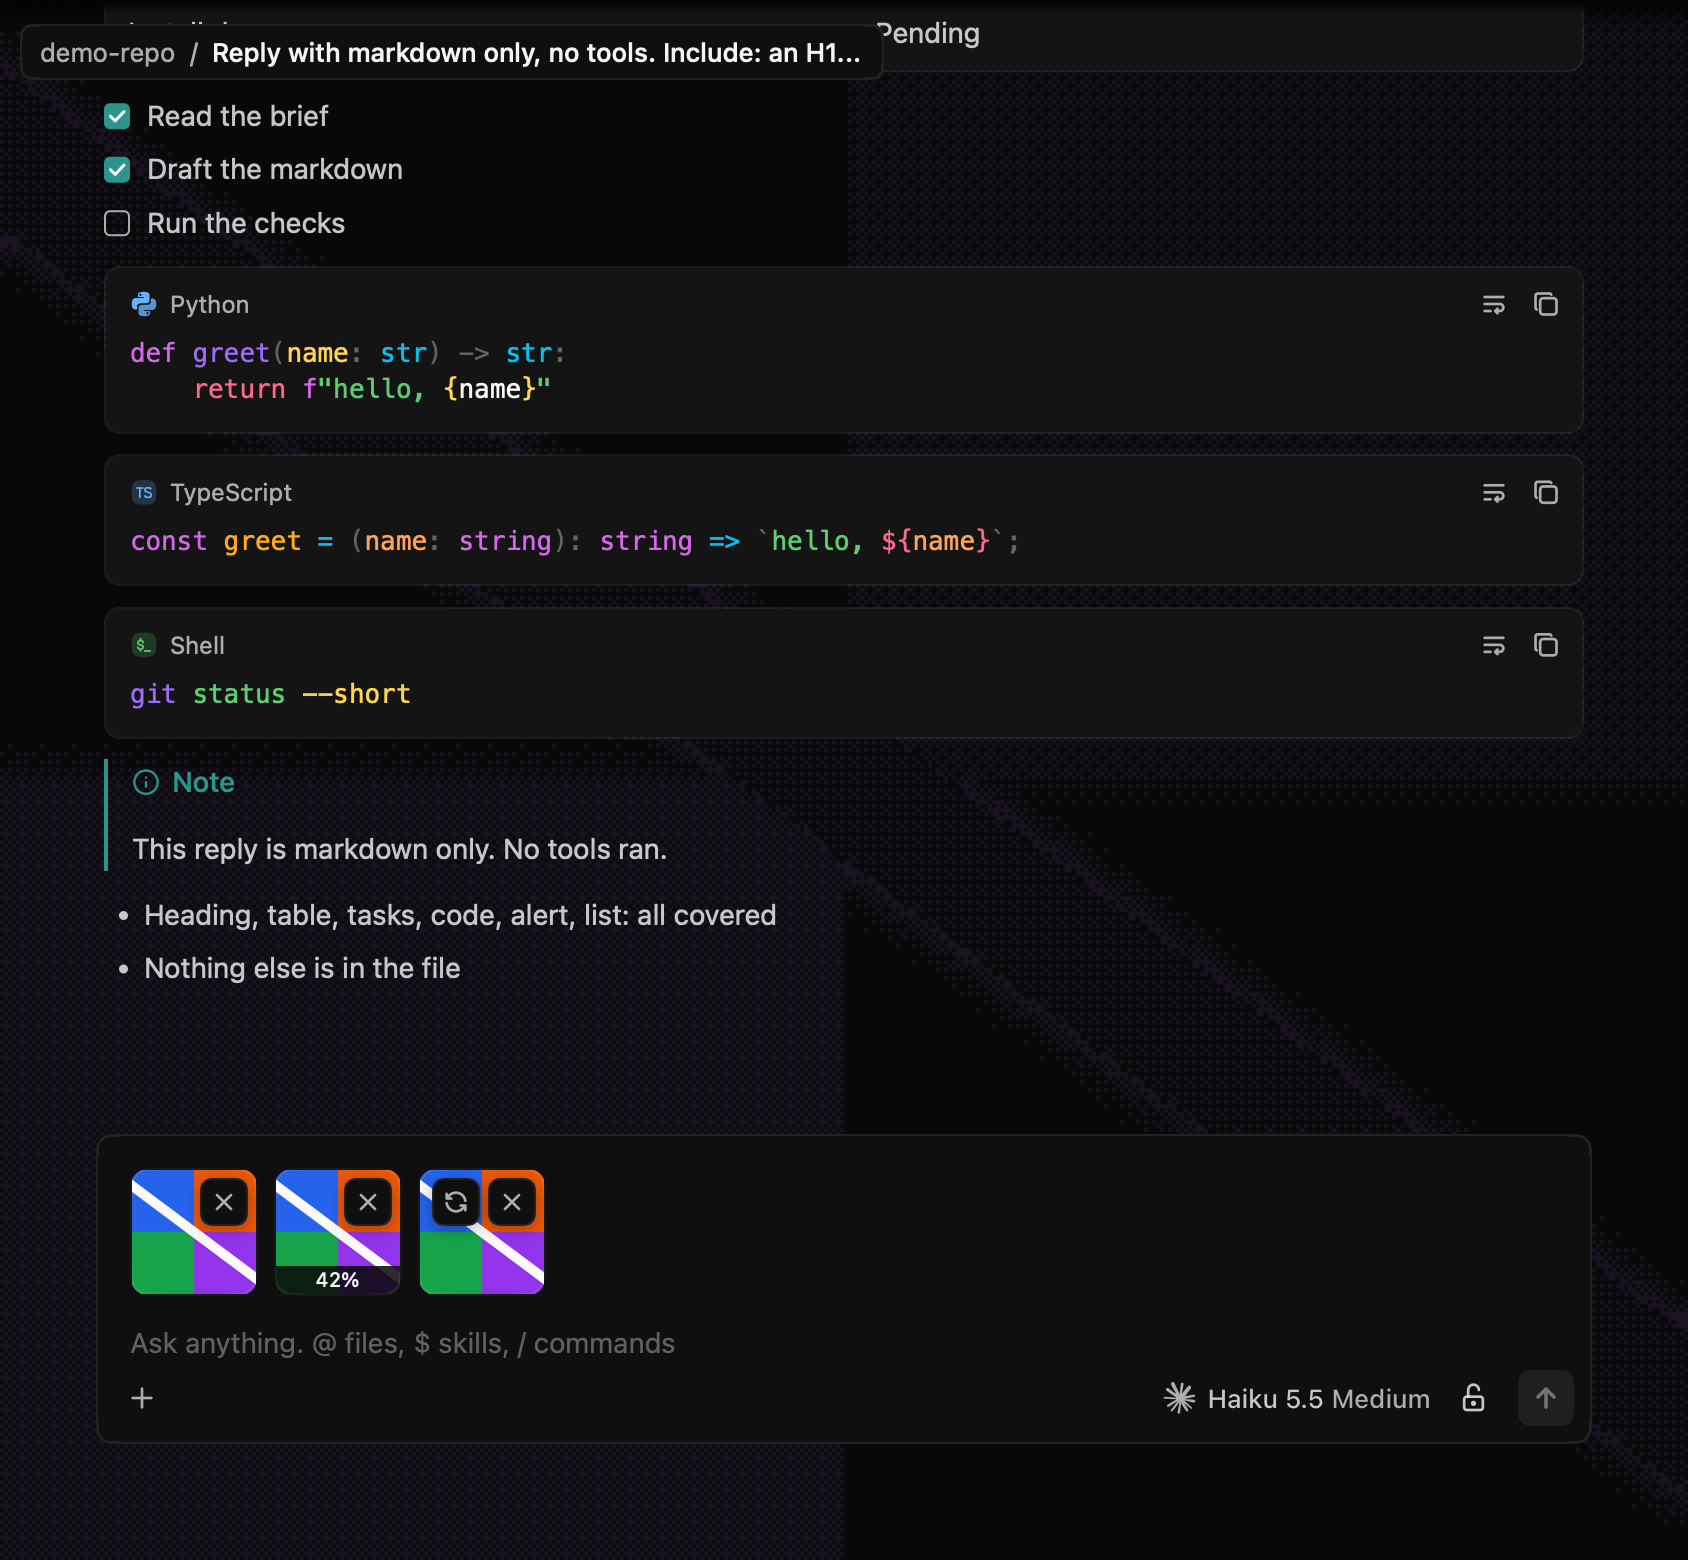 Pending
demo-repo / Reply with markdown only, no tools. Include: an H1...
Read the brief
Draft the markdown
Run the checks
Python
def greet(name: str) -> str:
    return f"hello, {name}"
TS TypeScript
const greet = (name: string): string => `hello, ${name}`;
$_ Shell
git status --short
Note
This reply is markdown only. No tools ran.
• Heading, table, tasks, code, alert, list: all covered
• Nothing else is in the file
42%
Ask anything. @ files, $ skills, / commands
Haiku 5.5 Medium